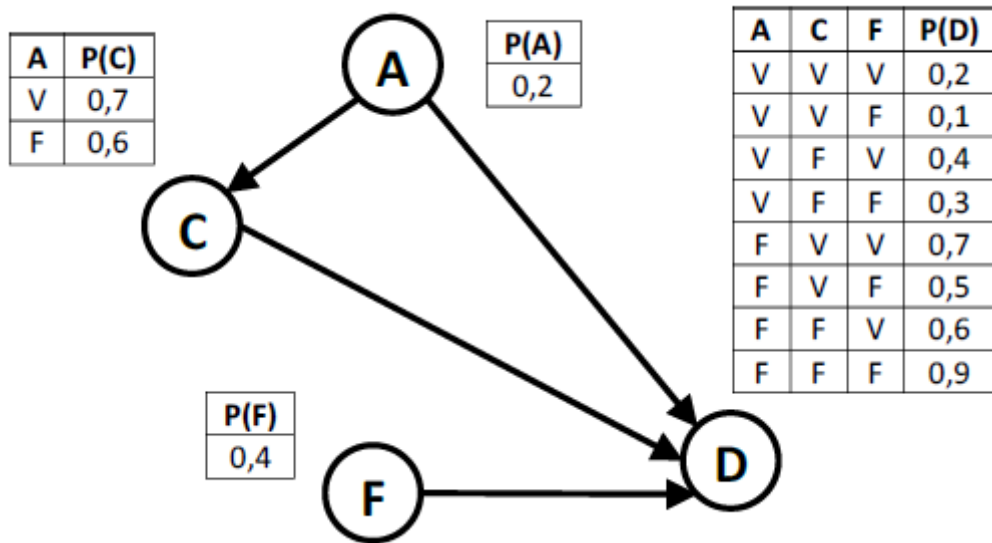 A P(C)
V 0,7
F 0,6
A
P(A)
0,2
A C F P(D)
V V V 0,2
V V F 0,1
V F V 0,4
V F F 0,3
F V V 0,7
F V F 0,5
F F V 0,6
F F F 0,9
C
P(F)
0,4
F
D